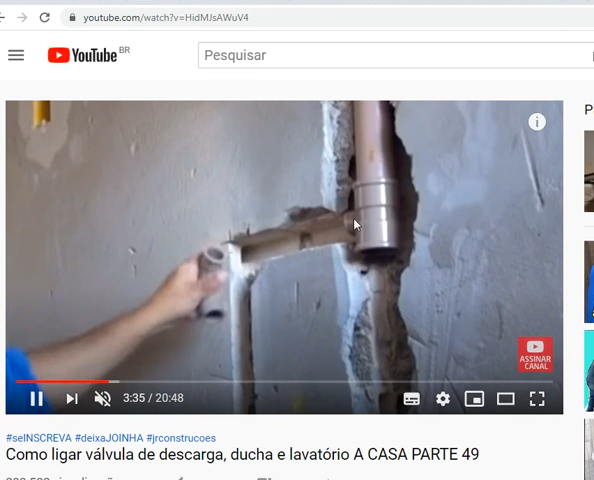 youtube.com/watch?v=HidMJsAWuV4
YouTube BR
Pesquisar
ASSINAR
CANAL
3:35 / 20:48
#seINSCREVA #deixaJOINHA #jrconstrucoes
Como ligar válvula de descarga, ducha e lavatório A CASA PARTE 49